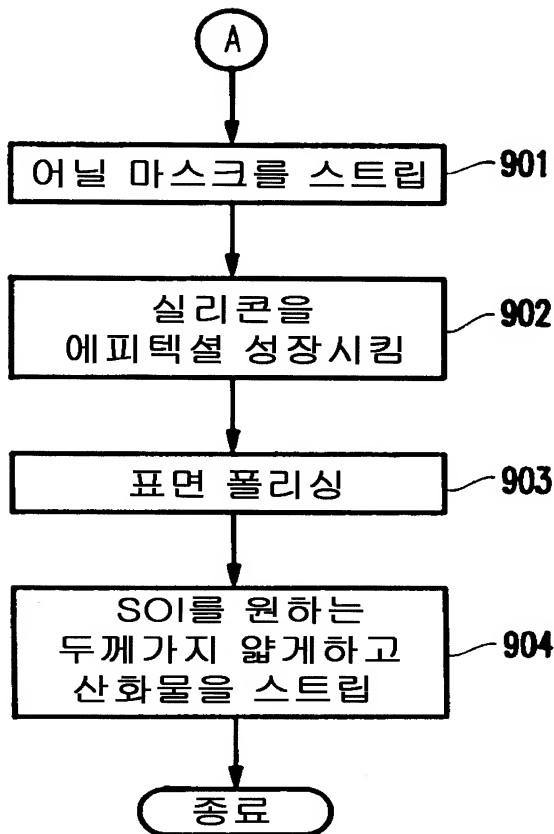 A
어닐 마스크를 스트립
901
실리콘을
에피텍셜 성장시킴
902
표면 폴리싱
903
SOI를 원하는
두께가지 얇게하고
산화물을 스트립
904
종료